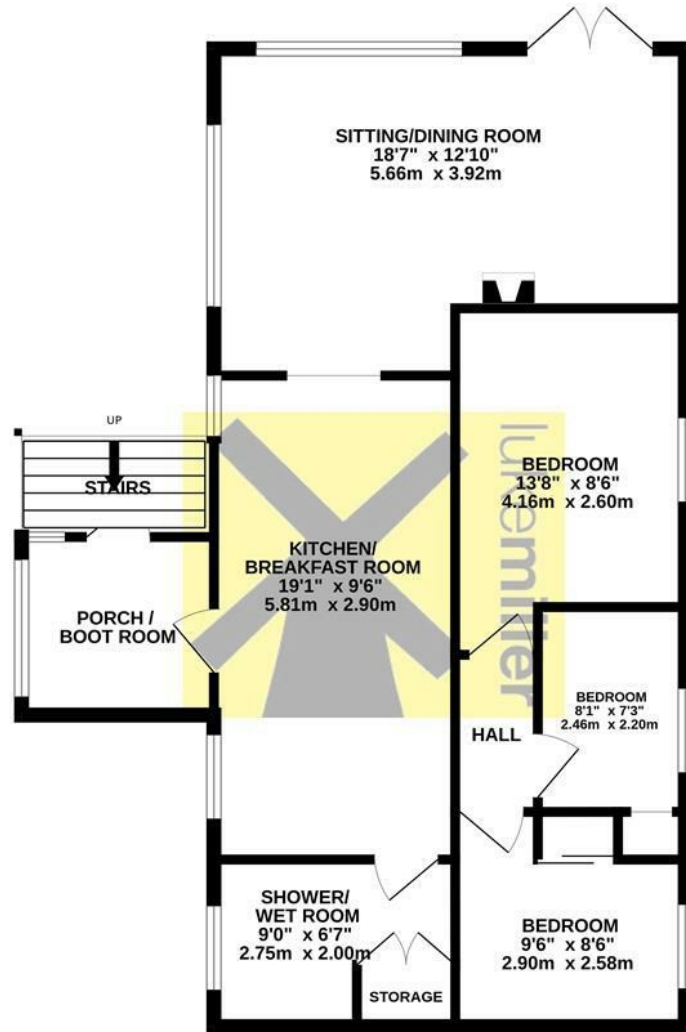 SITTING/DINING ROOM
18'7" x 12'10"
5.66m x 3.92m
UP
STAIRS
PORCH /
BOOT ROOM
KITCHEN/
BREAKFAST ROOM
19'1" x 9'6"
5.81m x 2.90m
lukemiller
BEDROOM
13'8" x 8'6"
4.16m x 2.60m
BEDROOM
8'1" x 7'3"
2.46m x 2.20m
HALL
SHOWER/
WET ROOM
9'0" x 6'7"
2.75m x 2.00m
STORAGE
BEDROOM
9'6" x 8'6"
2.90m x 2.58m